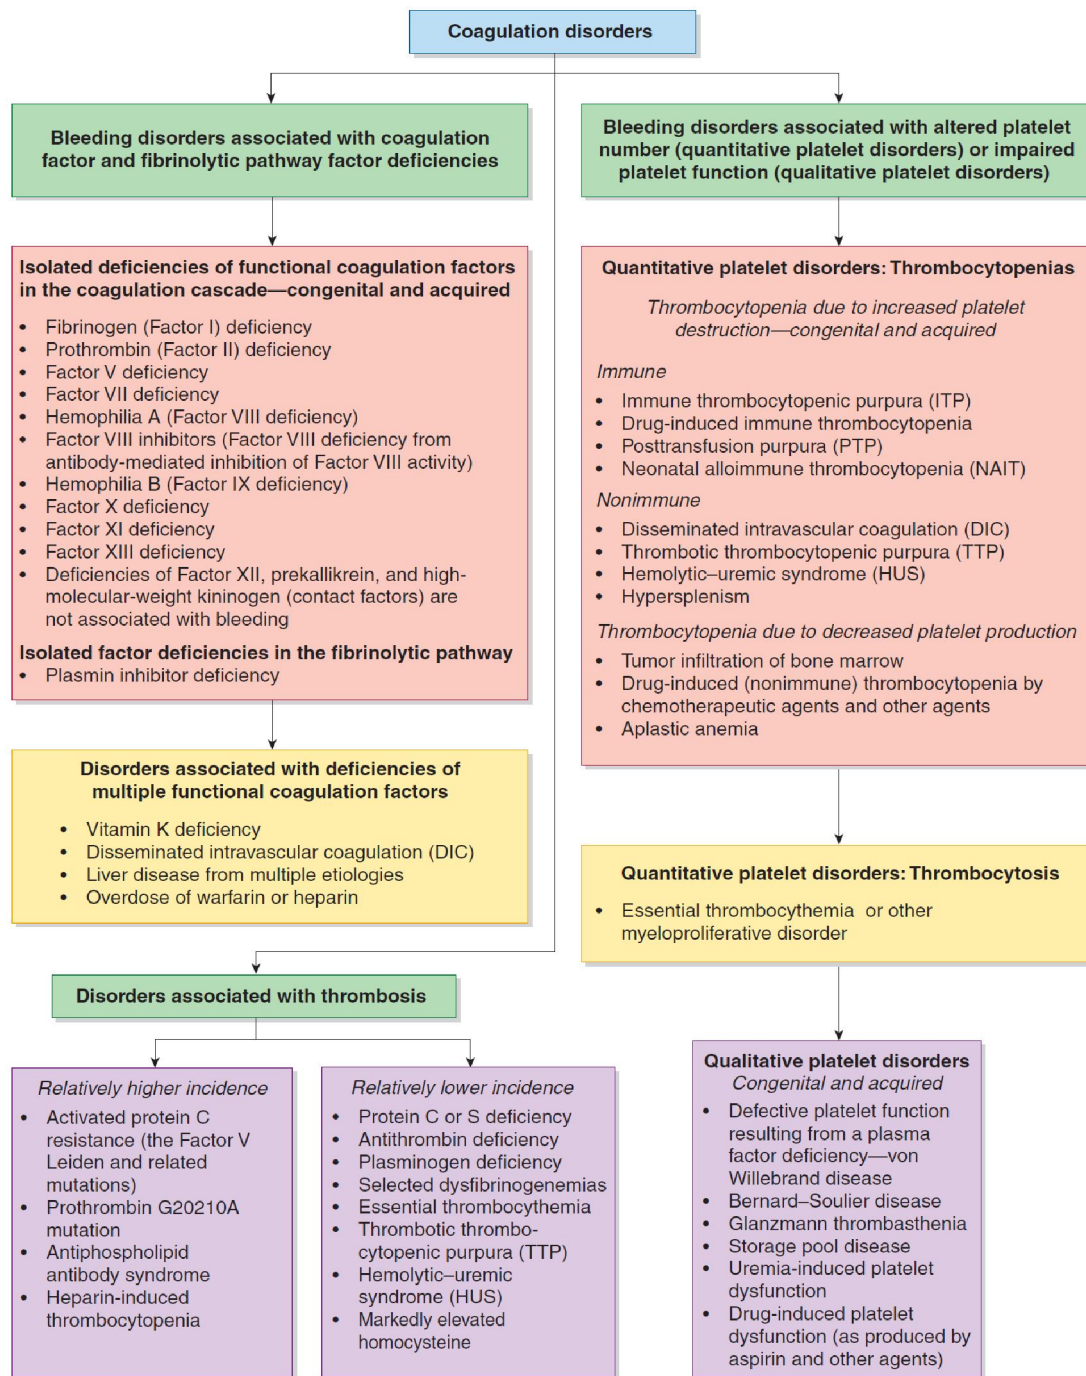 Coagulation disorders
Bleeding disorders associated with coagulation
factor and fibrinolytic pathway factor deficiencies
Isolated deficiencies of functional coagulation factors
in the coagulation cascade—congenital and acquired
• Fibrinogen (Factor I) deficiency
• Prothrombin (Factor II) deficiency
• Factor V deficiency
• Factor VII deficiency
• Hemophilia A (Factor VIII deficiency)
• Factor VIII inhibitors (Factor VIII deficiency from
antibody-mediated inhibition of Factor VIII activity)
• Hemophilia B (Factor IX deficiency)
• Factor X deficiency
• Factor XI deficiency
• Factor XIII deficiency
• Deficiencies of Factor XII, prekallikrein, and high-
molecular-weight kininogen (contact factors) are
not associated with bleeding
Isolated factor deficiencies in the fibrinolytic pathway
• Plasmin inhibitor deficiency
Disorders associated with deficiencies of
multiple functional coagulation factors
• Vitamin K deficiency
• Disseminated intravascular coagulation (DIC)
• Liver disease from multiple etiologies
• Overdose of warfarin or heparin
Bleeding disorders associated with altered platelet
number (quantitative platelet disorders) or impaired
platelet function (qualitative platelet disorders)
Quantitative platelet disorders: Thrombocytopenias
Thrombocytopenia due to increased platelet
destruction—congenital and acquired
Immune
• Immune thrombocytopenic purpura (ITP)
• Drug-induced immune thrombocytopenia
• Posttransfusion purpura (PTP)
• Neonatal alloimmune thrombocytopenia (NAIT)
Nonimmune
• Disseminated intravascular coagulation (DIC)
• Thrombotic thrombocytopenic purpura (TTP)
• Hemolytic–uremic syndrome (HUS)
• Hypersplenism
Thrombocytopenia due to decreased platelet production
• Tumor infiltration of bone marrow
• Drug-induced (nonimmune) thrombocytopenia by
chemotherapeutic agents and other agents
• Aplastic anemia
Quantitative platelet disorders: Thrombocytosis
• Essential thrombocythemia or other
myeloproliferative disorder
Qualitative platelet disorders
Congenital and acquired
• Defective platelet function
resulting from a plasma
factor deficiency—von
Willebrand disease
• Bernard–Soulier disease
• Glanzmann thrombasthenia
• Storage pool disease
• Uremia-induced platelet
dysfunction
• Drug-induced platelet
dysfunction (as produced by
aspirin and other agents)
Disorders associated with thrombosis
Relatively higher incidence
• Activated protein C
resistance (the Factor V
Leiden and related
mutations)
• Prothrombin G20210A
mutation
• Antiphospholipid
antibody syndrome
• Heparin-induced
thrombocytopenia
Relatively lower incidence
• Protein C or S deficiency
• Antithrombin deficiency
• Plasminogen deficiency
• Selected dysfibrinogenemias
• Essential thrombocythemia
• Thrombotic thrombo-
cytopenic purpura (TTP)
• Hemolytic–uremic
syndrome (HUS)
• Markedly elevated
homocysteine